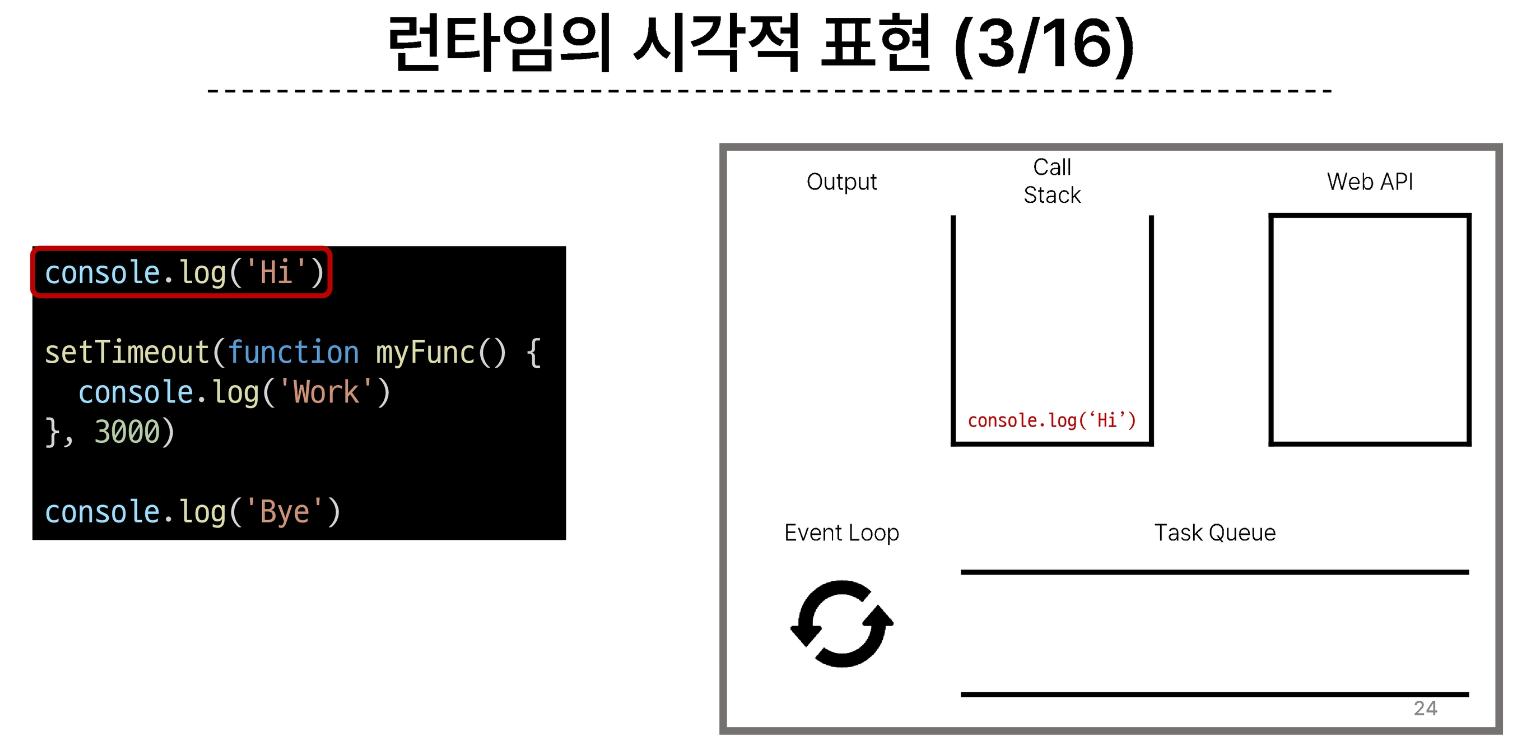 런타임의 시각적 표현 (3/16)
console.log('Hi')
setTimeout(function myFunc() {
  console.log('Work')
}, 3000)
console.log('Bye')
Output
Call
Stack
Web API
console.log(‘Hi’)
Event Loop
Task Queue
24